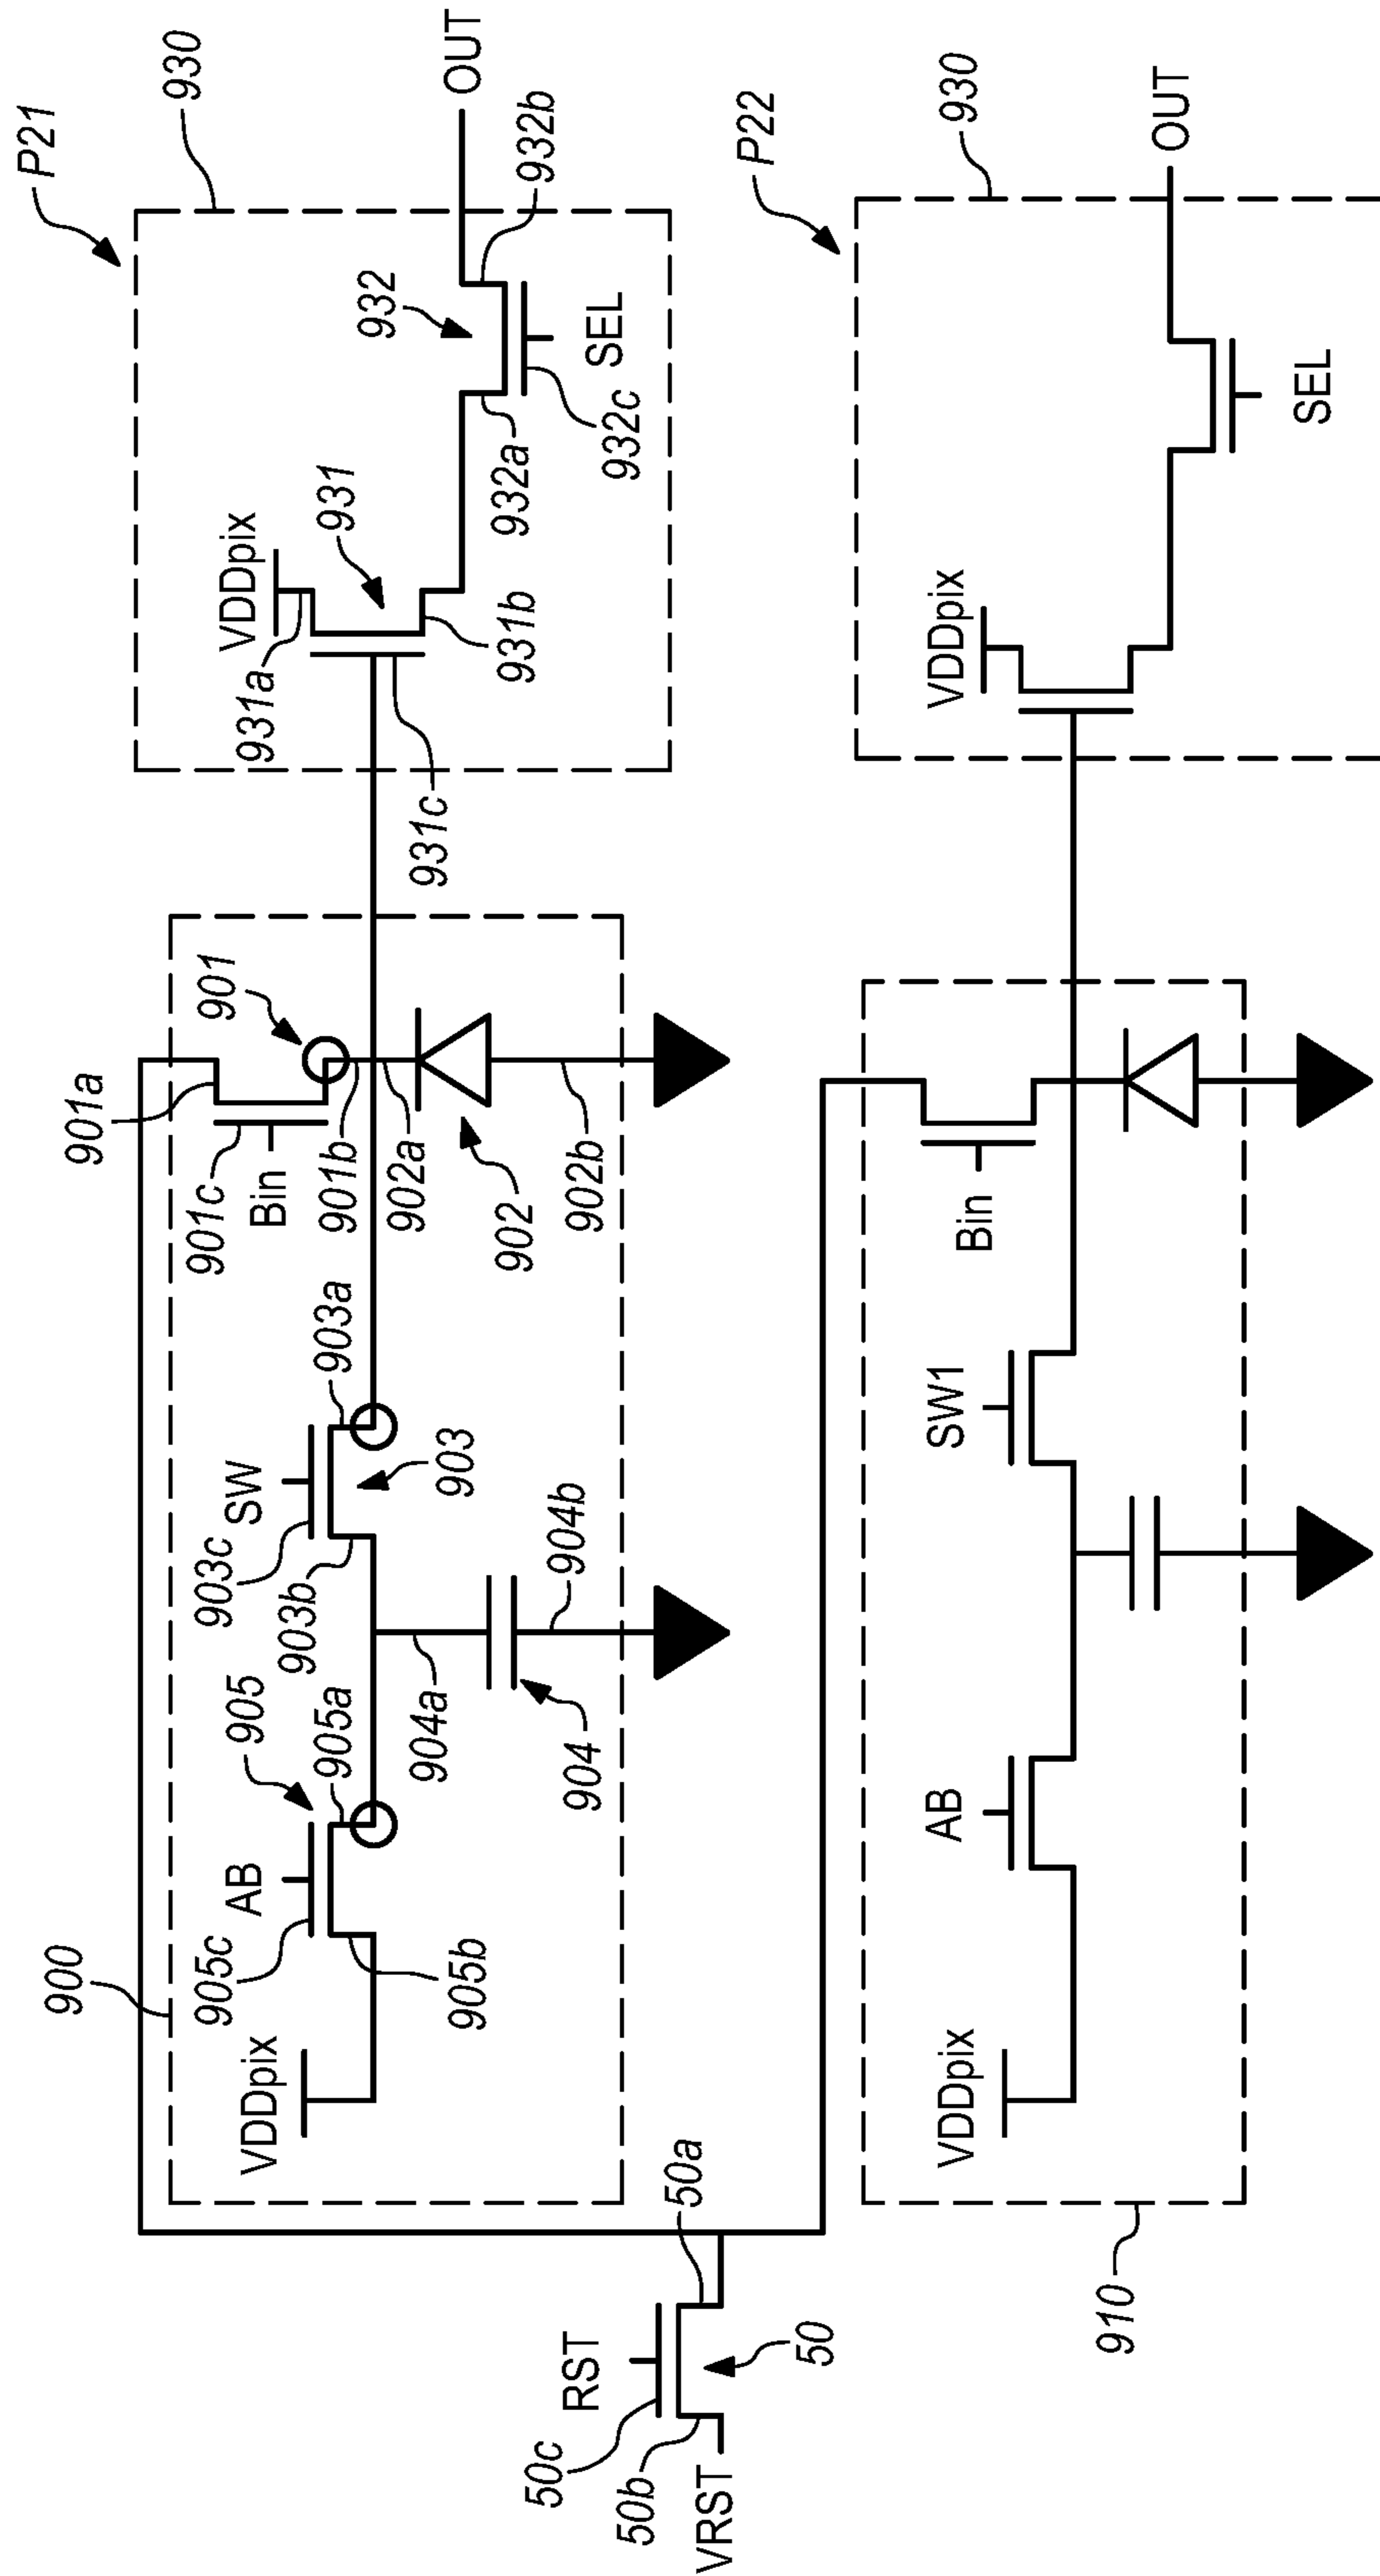 P21
930
OUT
932b
932
SEL
932c
932a
931
VDDpix
931b
931a
931c
901
901a
901c
Bin
901b
902a
902
902b
903a
SW
903
903c
903b
904b
904a
904
905
905a
AB
905c
905b
900
VDDpix
50a
RST
50
50c
50b
VRST
P22
930
OUT
SEL
VDDpix
Bin
SW1
AB
VDDpix
910